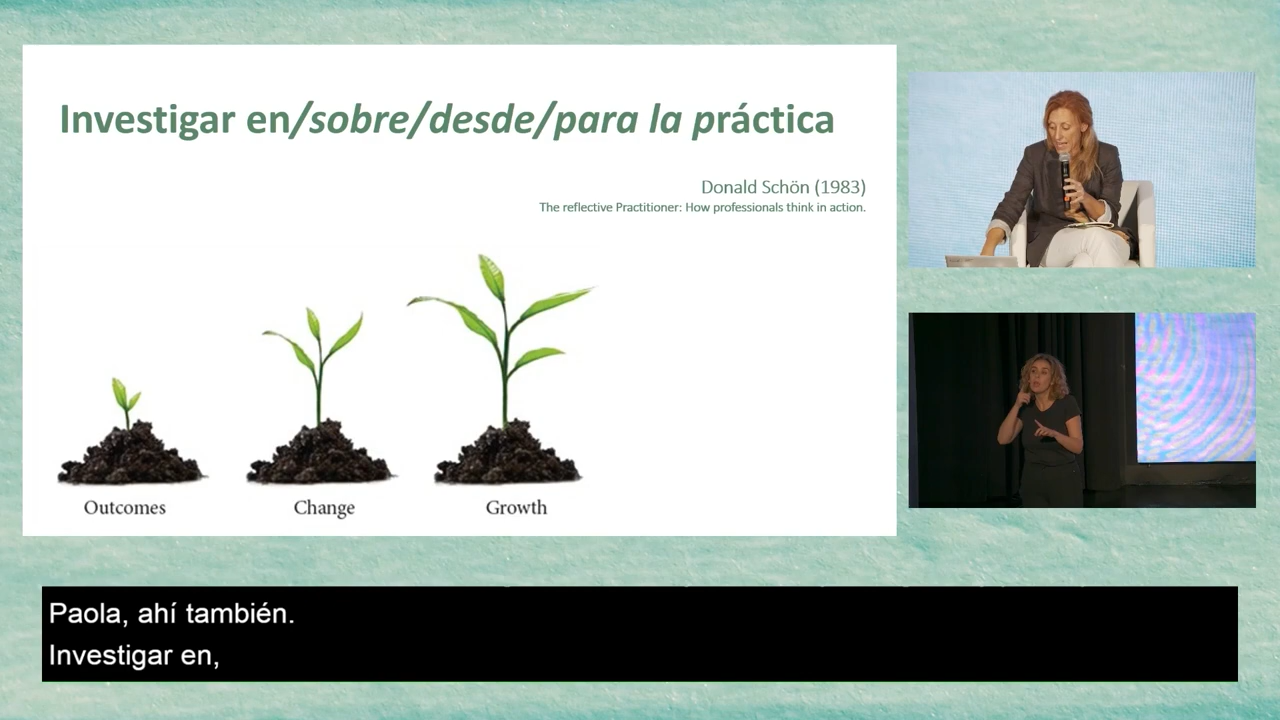 Investigar en/sobre/desde/para la práctica
Donald Schön (1983)
The reflective Practitioner: How professionals think in action.
Outcomes
Change
Growth
Paola, ahí también.
Investigar en,